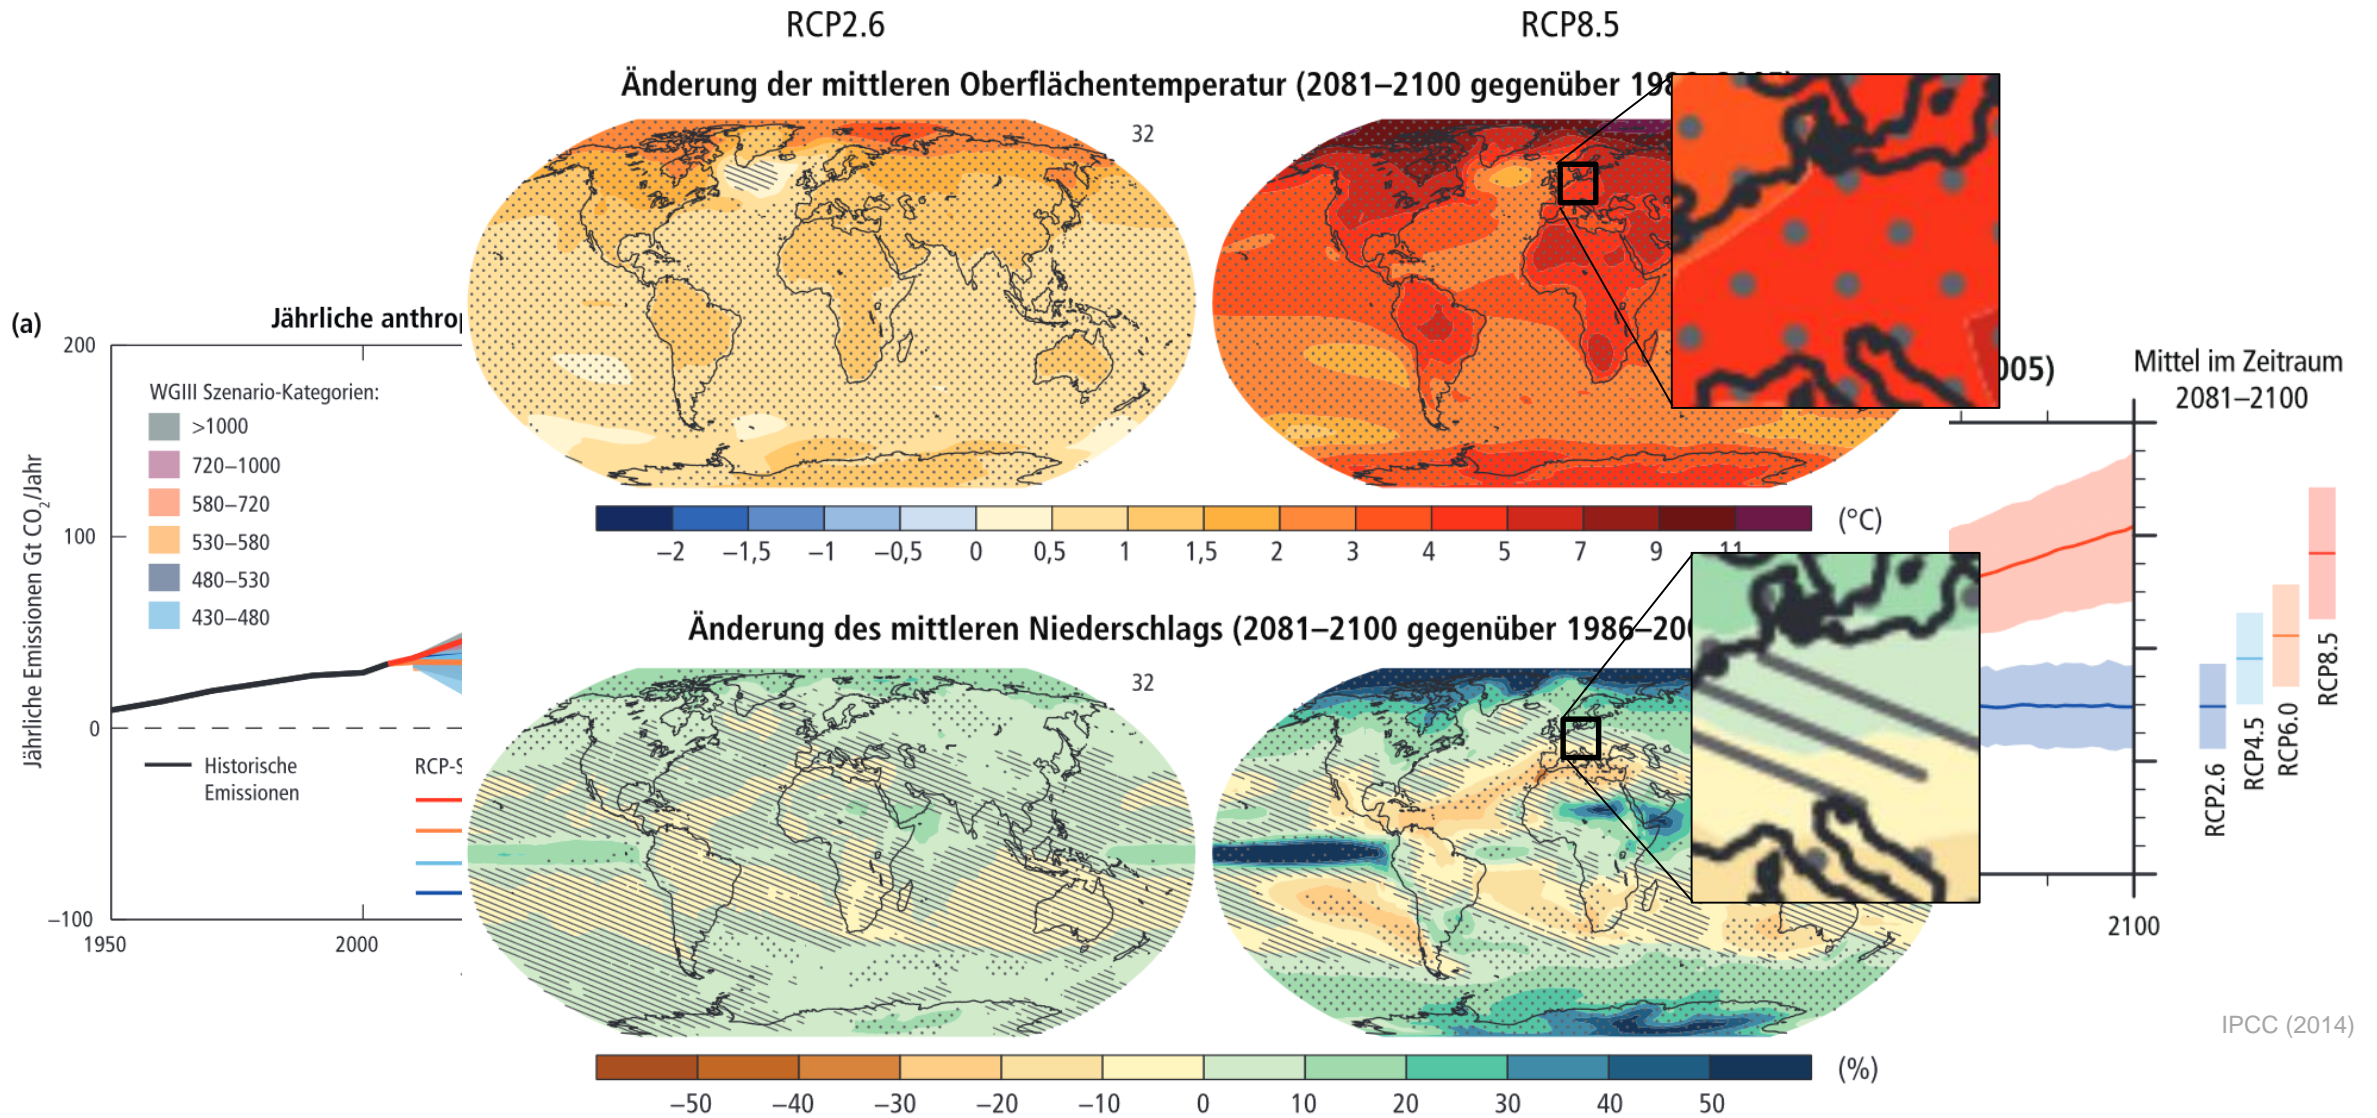 RCP2.6
RCP8.5
Änderung der mittleren Oberflächentemperatur (2081–2100 gegenüber
32
(a)
Jährliche
200
100
0
–100
Jährliche Emissionen Gt CO2/Jahr
WGIII Szenario-Kategorien:
>1000
720–1000
580–720
530–580
480–530
430–480
Historische
Emissionen
1950
2000
–2 –1,5 –1 –0,5 0 0,5 1 1,5 2 3 4 5 7 9 11
(°C)
Änderung des mittleren Niederschlags (2081–2100 gegenüber 1986–
32
–50 –40 –30 –20 –10 0 10 20 30 40 50
(%)
005)
Mittel im Zeitraum
2081–2100
RCP2.6
RCP4.5
RCP6.0
RCP8.5
2100
IPCC (2014)